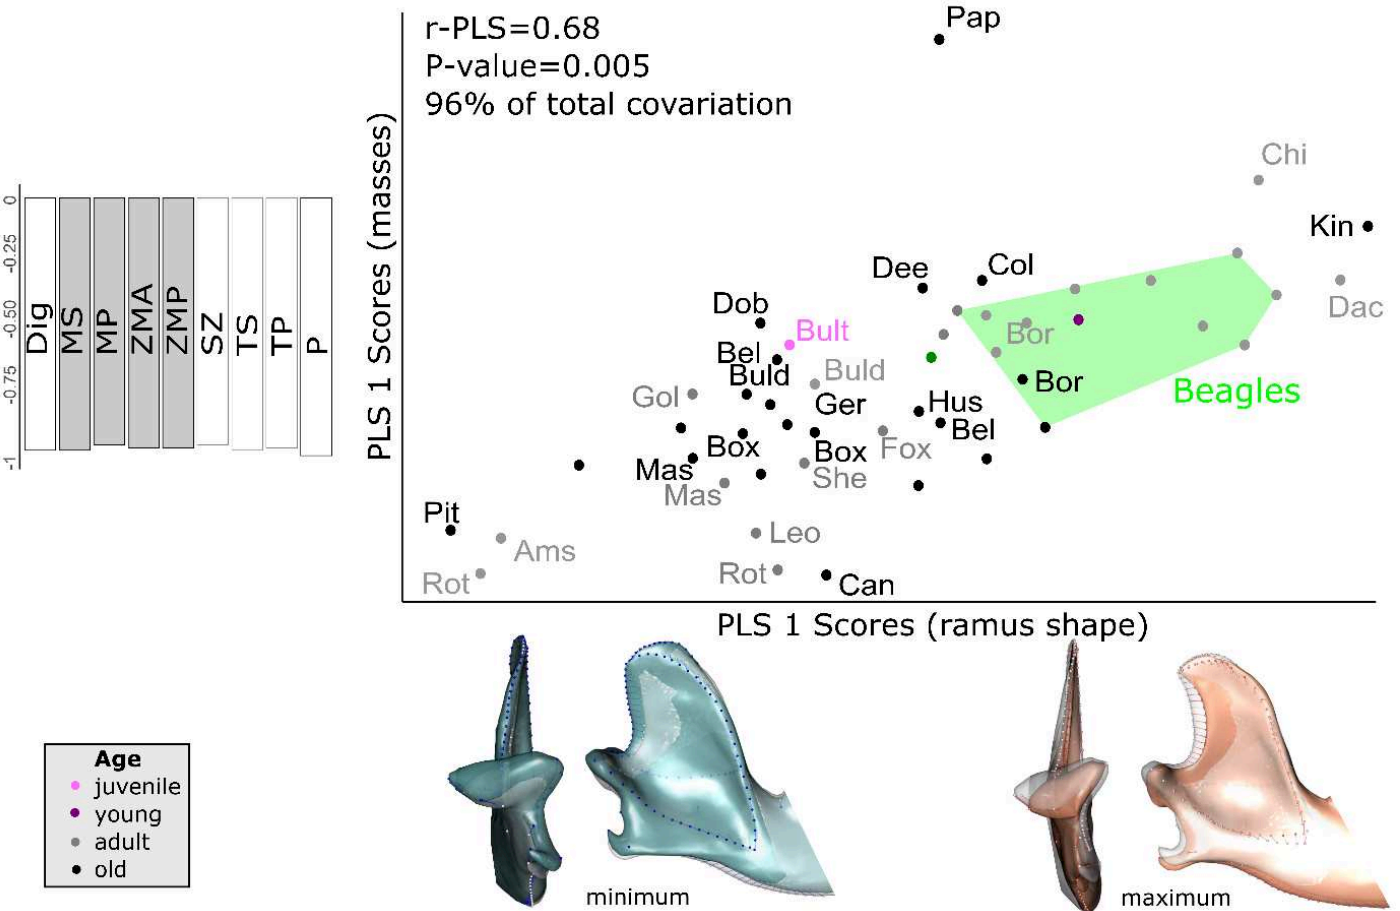 r-PLS=0.68
P-value=0.005
96% of total covariation
PLS 1 Scores (masses)
0
-0.25
-0.50
-0.75
-1
Dig
MS
MP
ZMA
ZMP
SZ
TS
TP
P
Pap
Chi
Kin
Dee
Col
Dac
Dob
Bult
Bor
Bel
Buld
Buld
Bor
Beagles
Gol
Ger
Hus
Bel
Box
Box
Fox
Mas
She
Mas
Pit
Ams
Leo
Rot
Rot
Can
PLS 1 Scores (ramus shape)
Age
juvenile
young
adult
old
minimum
maximum